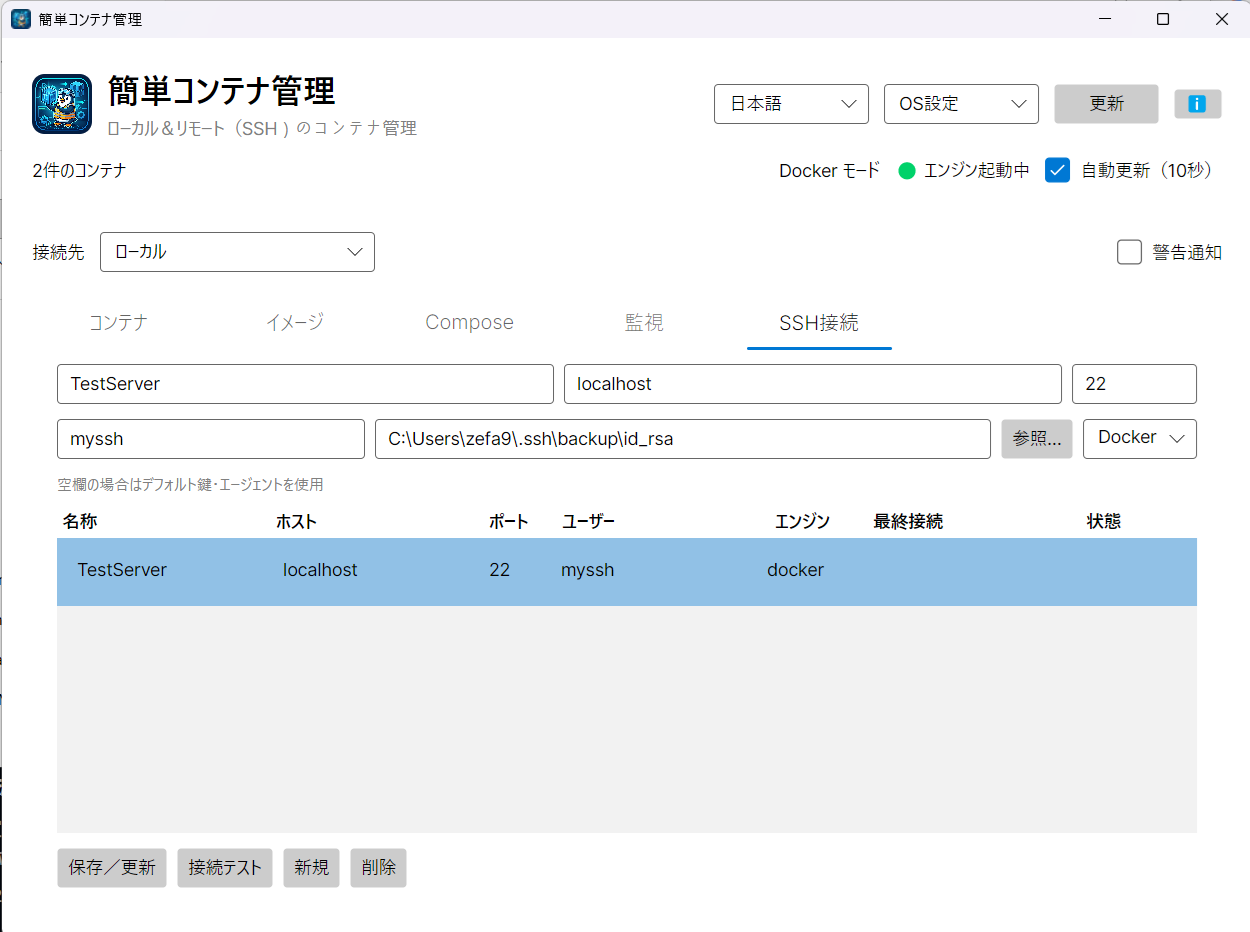 簡単コンテナ管理
簡単コンテナ管理
ローカル＆リモート（SSH）のコンテナ管理
日本語 OS設定 更新 i
2件のコンテナ Docker モード エンジン起動中 自動更新（10秒）
接続先 ローカル 警告通知
コンテナ イメージ Compose 監視 SSH接続
TestServer localhost 22
myssh C:\Users\zefa9\.ssh\backup\id_rsa 参照... Docker
空欄の場合はデフォルト鍵・エージェントを使用
名称 ホスト ポート ユーザー エンジン 最終接続 状態
TestServer localhost 22 myssh docker
保存／更新 接続テスト 新規 削除